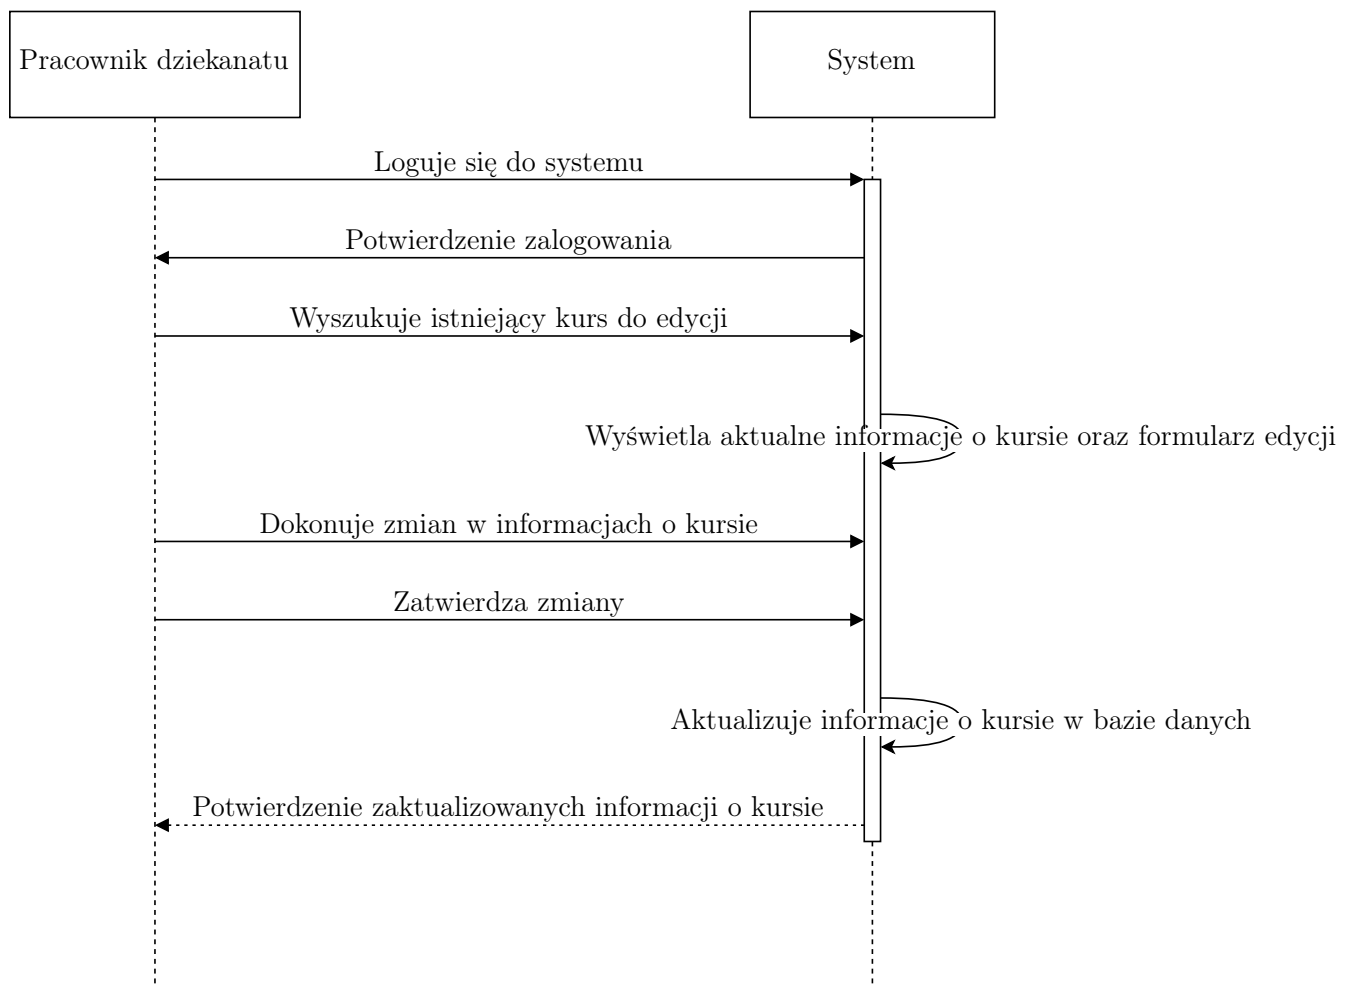 Pracownik dziekanatu
System
Loguje się do systemu
Potwierdzenie zalogowania
Wyszukuje istniejący kurs do edycji
Wyświetla aktualne informacje o kursie oraz formularz edycji
Dokonuje zmian w informacjach o kursie
Zatwierdza zmiany
Aktualizuje informacje o kursie w bazie danych
Potwierdzenie zaktualizowanych informacji o kursie